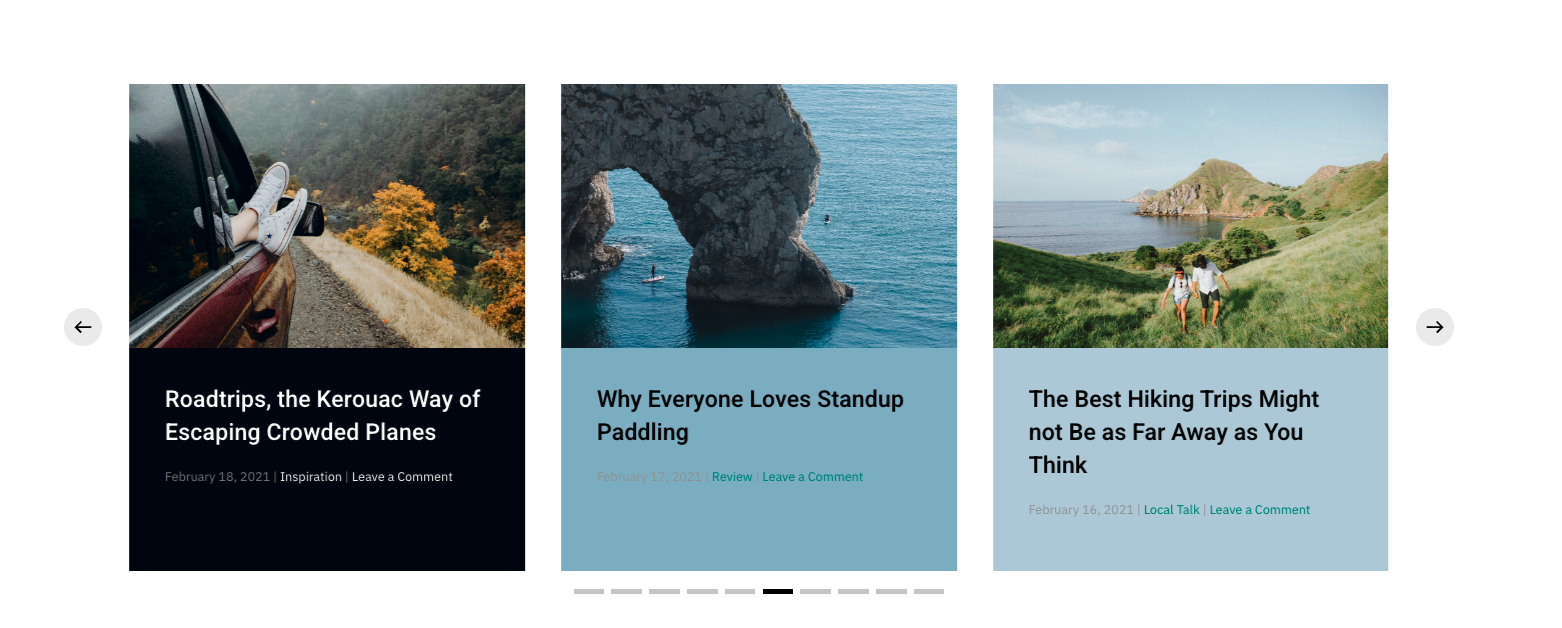 Roadtrips, the Kerouac Way of
Escaping Crowded Planes
February 18, 2021 | Inspiration | Leave a Comment
Why Everyone Loves Standup
Paddling
February 17, 2021 | Review | Leave a Comment
The Best Hiking Trips Might
not Be as Far Away as You
Think
February 16, 2021 | Local Talk | Leave a Comment